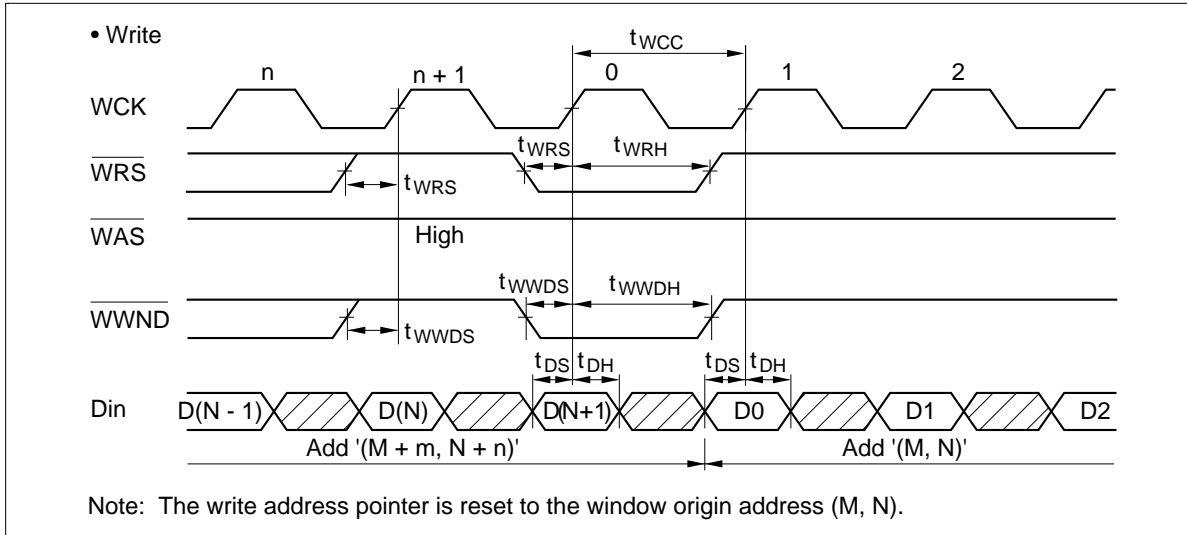 • Write
tWCC
n n + 1 0 1 2
WCK
tWRS tWRH
WRS
tWRS
WAS
High
tWWDS tWWDH
WWND
tWWDS
tDS tDH tDS tDH
Din D(N - 1) D(N) D(N+1) D0 D1 D2
Add '(M + m, N + n)' Add '(M, N)'
Note: The write address pointer is reset to the window origin address (M, N).